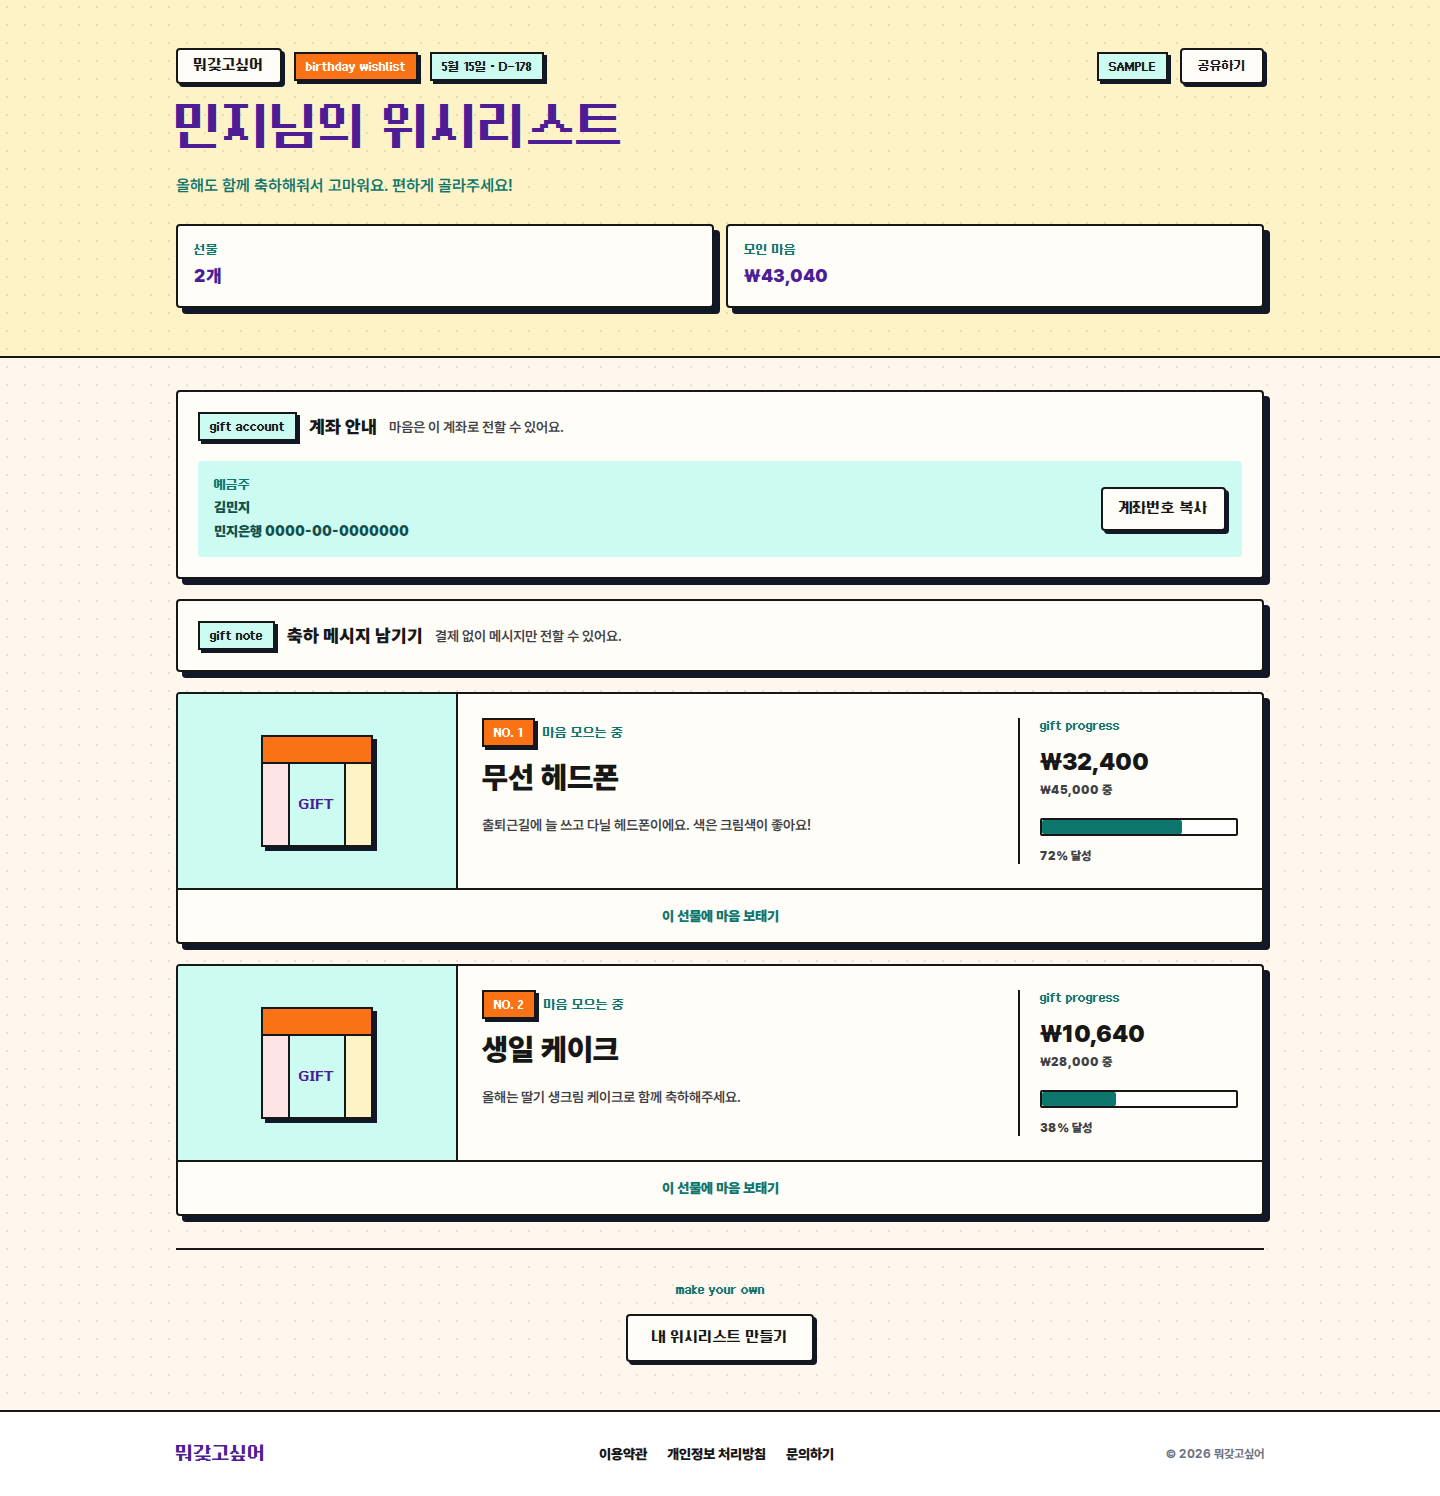 뭐갖고싶어
birthday wishlist
5월 15일 · D-178
SAMPLE
공유하기
민지님의 위시리스트
올해도 함께 축하해줘서 고마워요. 편하게 골라주세요!
선물
2개
모인 마음
₩43,040
gift account 계좌 안내 마음은 이 계좌로 전할 수 있어요.
예금주
김민지
민지은행 0000-00-0000000
계좌번호 복사
gift note 축하 메시지 남기기 결제 없이 메시지만 전할 수 있어요.
GIFT
NO. 1 마음 모으는 중
무선 헤드폰
출퇴근길에 늘 쓰고 다닐 헤드폰이에요. 색은 크림색이 좋아요!
gift progress
₩32,400
₩45,000 중
72% 달성
이 선물에 마음 보태기
GIFT
NO. 2 마음 모으는 중
생일 케이크
올해는 딸기 생크림 케이크로 함께 축하해주세요.
gift progress
₩10,640
₩28,000 중
38% 달성
이 선물에 마음 보태기
make your own
내 위시리스트 만들기
뭐갖고싶어
이용약관 개인정보 처리방침 문의하기
© 2026 뭐갖고싶어